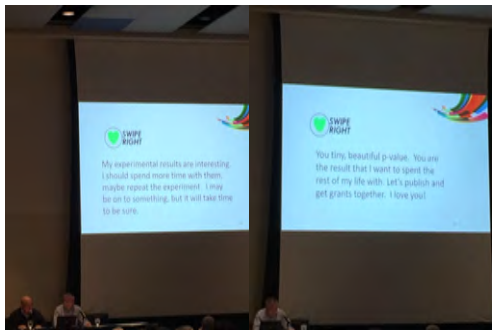 SWIPE
RIGHT
My experimental results are interesting.
I should spend more time with them,
maybe repeat the experiment. I may
be on to something, but it will take time
to be sure.
SWIPE
RIGHT
You tiny, beautiful p-value. You are
the result that I want to spent the
rest of my life with. Let's publish and
get grants together. I love you!